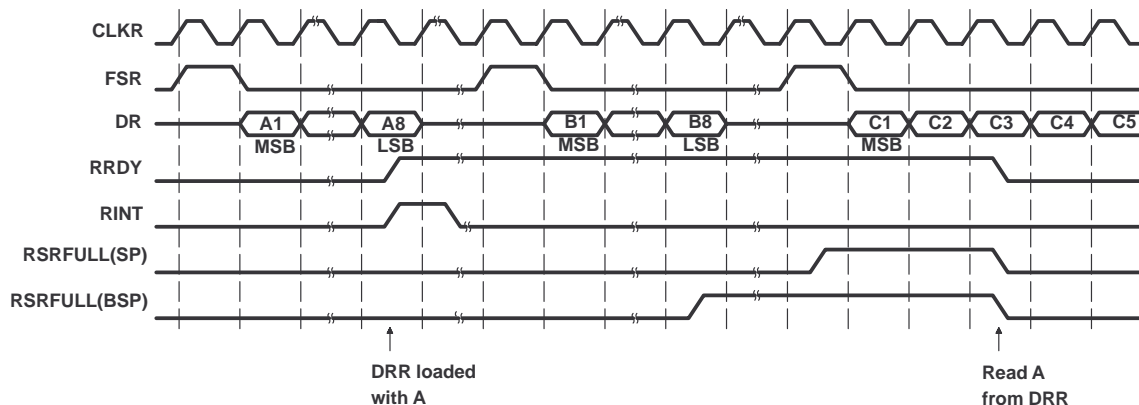 CLKR
FSR
DR A1 A8 B1 B8 C1 C2 C3 C4 C5
MSB LSB MSB LSB MSB
RRDY
RINT
RSRFULL(SP)
RSRFULL(BSP)
DRR loaded Read A
with A from DRR